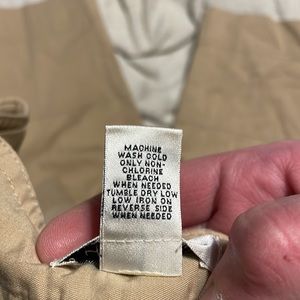 MACHINE
WASH COLD
ONLY NON-
CHLORINE
BLEACH
WHEN NEEDED
TUMBLE DRY LOW
LOW IRON ON
REVERSE SIDE
WHEN NEEDED